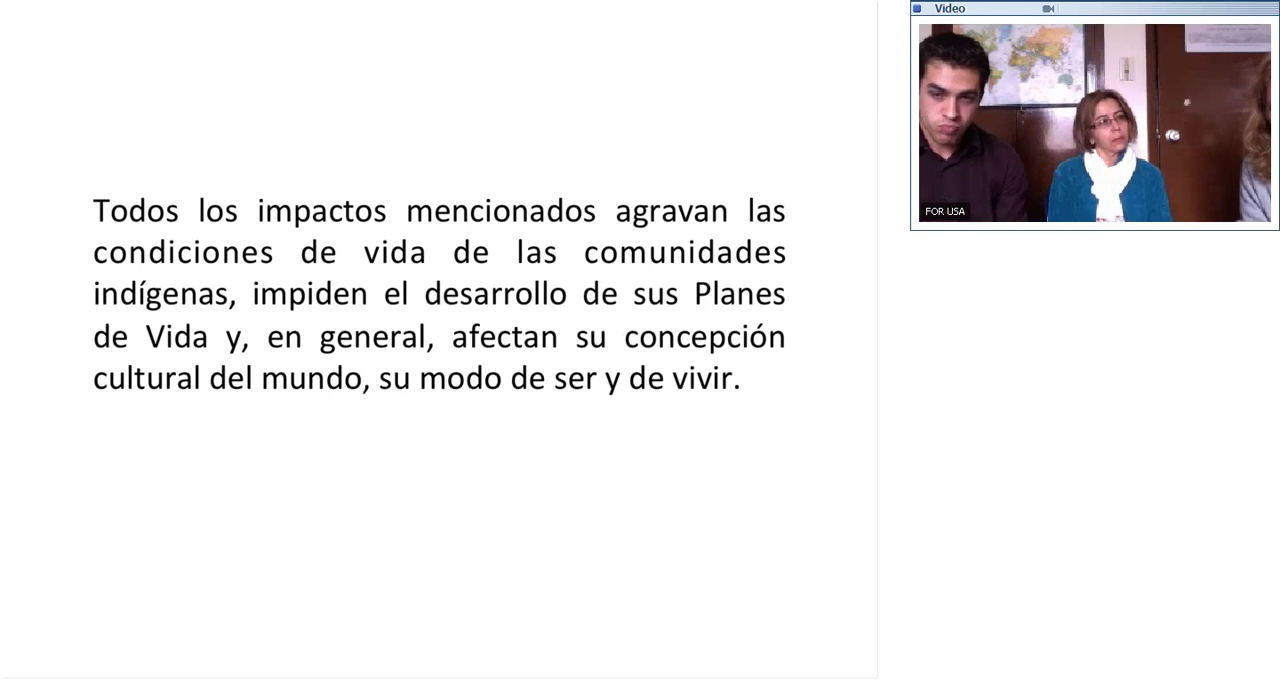 Todos los impactos mencionados agravan las
condiciones de vida de las comunidades
indígenas, impiden el desarrollo de sus Planes
de Vida y, en general, afectan su concepción
cultural del mundo, su modo de ser y de vivir.
Video
FOR USA